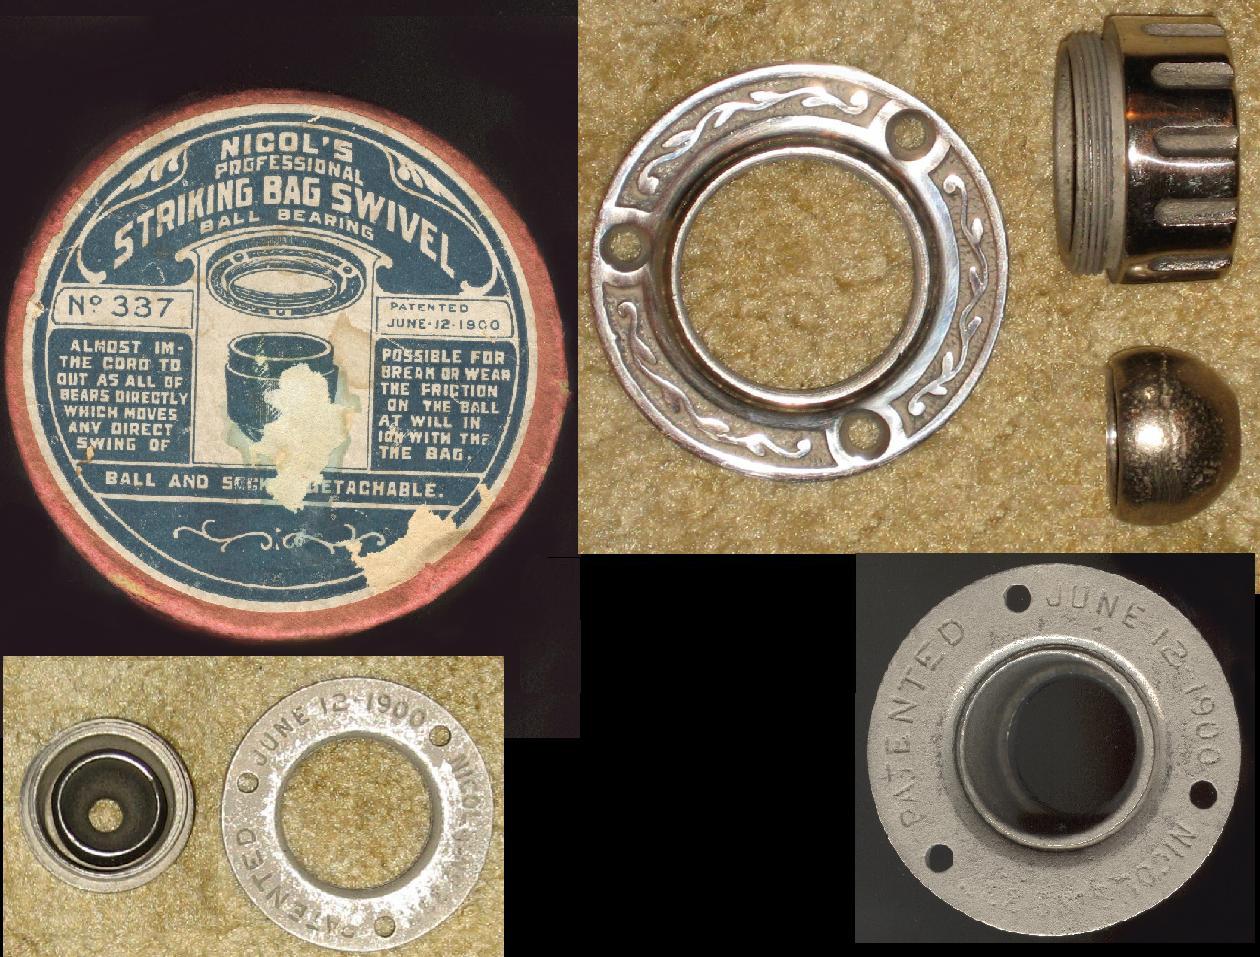 NICOL'S
PROFESSIONAL
STRIKING BAG SWIVEL
BALL BEARING
Nº 337
PATENTED
JUNE-12-1900
ALMOST IM-
THE CORD TO
OUT AS ALL OF
BEARS DIRECTLY
WHICH MOVES
ANY DIRECT
SWING OF
POSSIBLE FOR
BREAK OR WEAR
THE FRICTION
ON THE BALL
AT WILL IN
ION WITH THE
THE BAG.
BALL AND DETACHABLE.
PATENTED JUNE 12-1900 NICOL
PATENTED JUNE-12-1900 NICOL